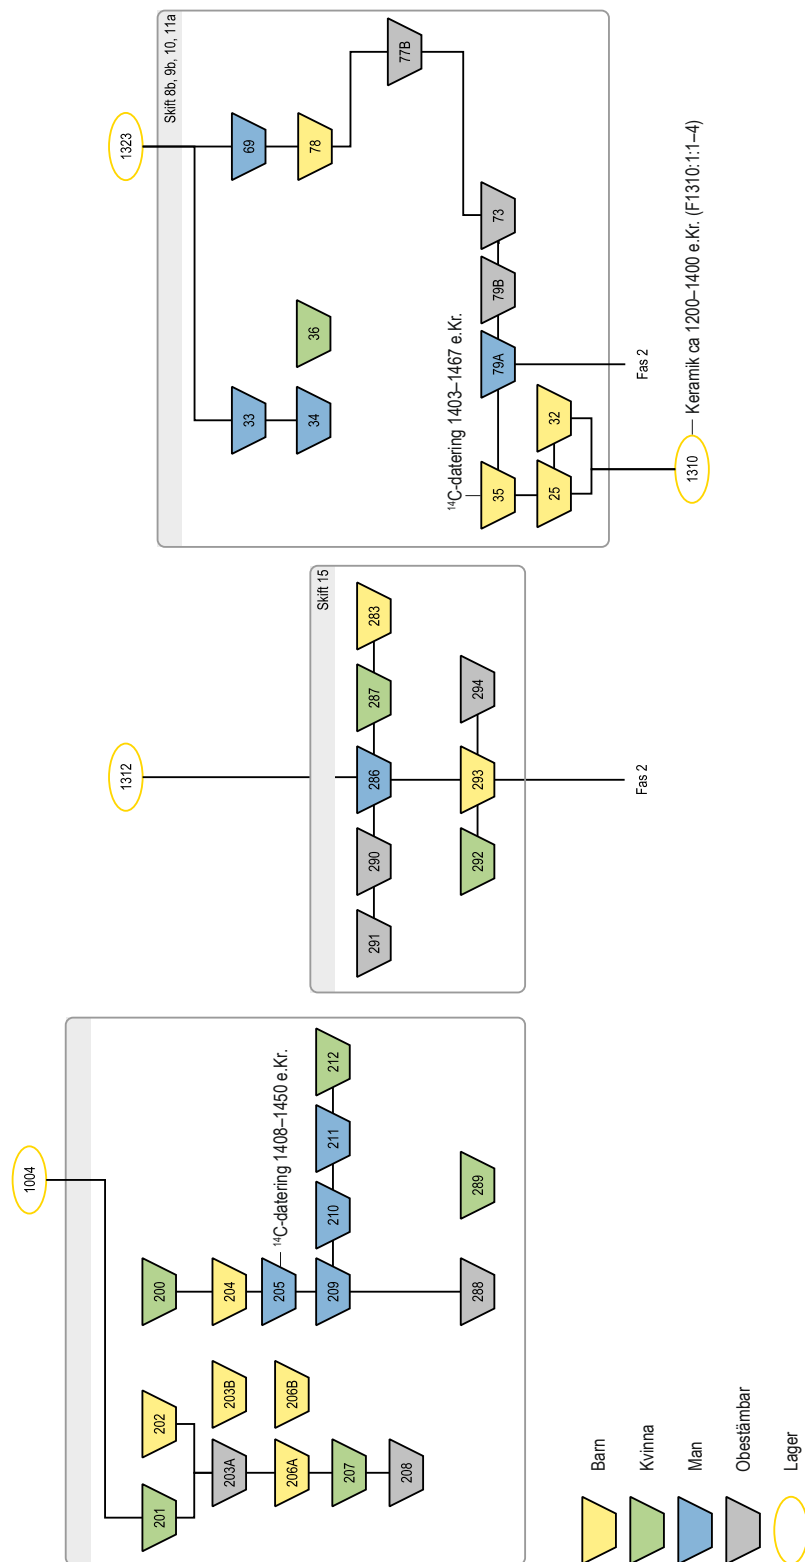 1004
201
202
200
203A
203B
204
206A
206B
205
¹⁴C-datering 1408–1450 e.Kr.
207
209
210
211
212
208
288
289
1312
Skift 15
291
290
286
287
283
292
293
294
Fas 2
1323
Skift 8b, 9b, 10, 11a
33
69
34
36
78
77B
¹⁴C-datering 1403–1467 e.Kr.
35
79A
79B
73
25
32
Fas 2
1310
Keramik ca 1200–1400 e.Kr. (F1310:1:1–4)
Barn
Kvinna
Man
Obestämbar
Lager